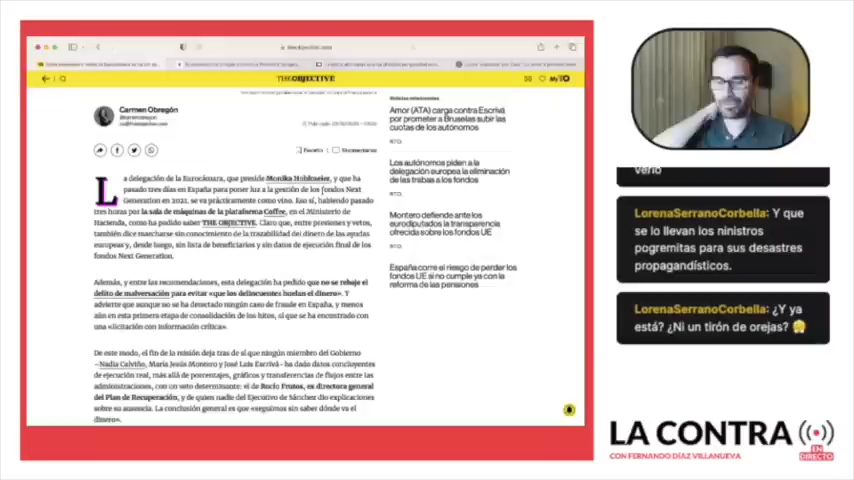 THE OBJECTIVE
MyTO
Carmen Obregón
Noticias relacionadas
Amor (ATA) carga contra Escrivá
por prometer a Bruselas subir las
cuotas de los autónomos
Los autónomos piden a la
delegación europea la eliminación
de las trabas a los fondos
Montero defiende ante los
eurodiputados la transparencia
ofrecida sobre los fondos UE
España corre el riesgo de perder los
fondos UE si no cumple ya con la
reforma de las pensiones
La delegación de la Eurocámara, que preside Monika Hohlmeier, y que ha
pasado tres días en España para poner luz a la gestión de los fondos Next
Generation en 2021, se va prácticamente como vino. Eso sí, habiendo pasado
tres horas por la sala de máquinas de la plataforma Coffee, en el Ministerio de
Hacienda, como ha podido saber THE OBJECTIVE. Claro que, entre previenes y vetos,
también dice marcharse sin conocimiento de la trazabilidad del dinero de las ayudas
europeas y, desde luego, sin lista de beneficiarios y sin datos de ejecución final de los
fondos Next Generation.
Además, y entre las recomendaciones, esta delegación ha pedido que no se rebaje el
delito de malversación para evitar «que los delincuentes huelan el dinero». Y
advierte que aunque no se ha detectado ningún caso de fraude en España, y menos
aún en esta primera etapa de consolidación de los hitos, sí que se ha encontrado con
una «licitación con información crítica».
De este modo, el fin de la misión deja tras de sí que ningún miembro del Gobierno
–Nadia Calviño, María Jesús Montero y José Luis Escrivá– ha dado datos concluyentes
de ejecución real, más allá de porcentajes, gráficos y transferencias de flujos entre las
administraciones, con un veto determinante: el de Rocío Frutos, ex directora general
del Plan de Recuperación, y de quien nadie del Ejecutivo de Sánchez dio explicaciones
sobre su ausencia. La conclusión general es que «seguimos sin saber dónde va el
dinero».
verlo
LorenaSerranoCorbella: Y que
se lo llevan los ninistros
pogremitas para sus desastres
propagandísticos.
LorenaSerranoCorbella: ¿Y ya
está? ¿Ni un tirón de orejas? 🤦
LA CONTRA
EN
DIRECTO
CON FERNANDO DÍAZ VILLANUEVA